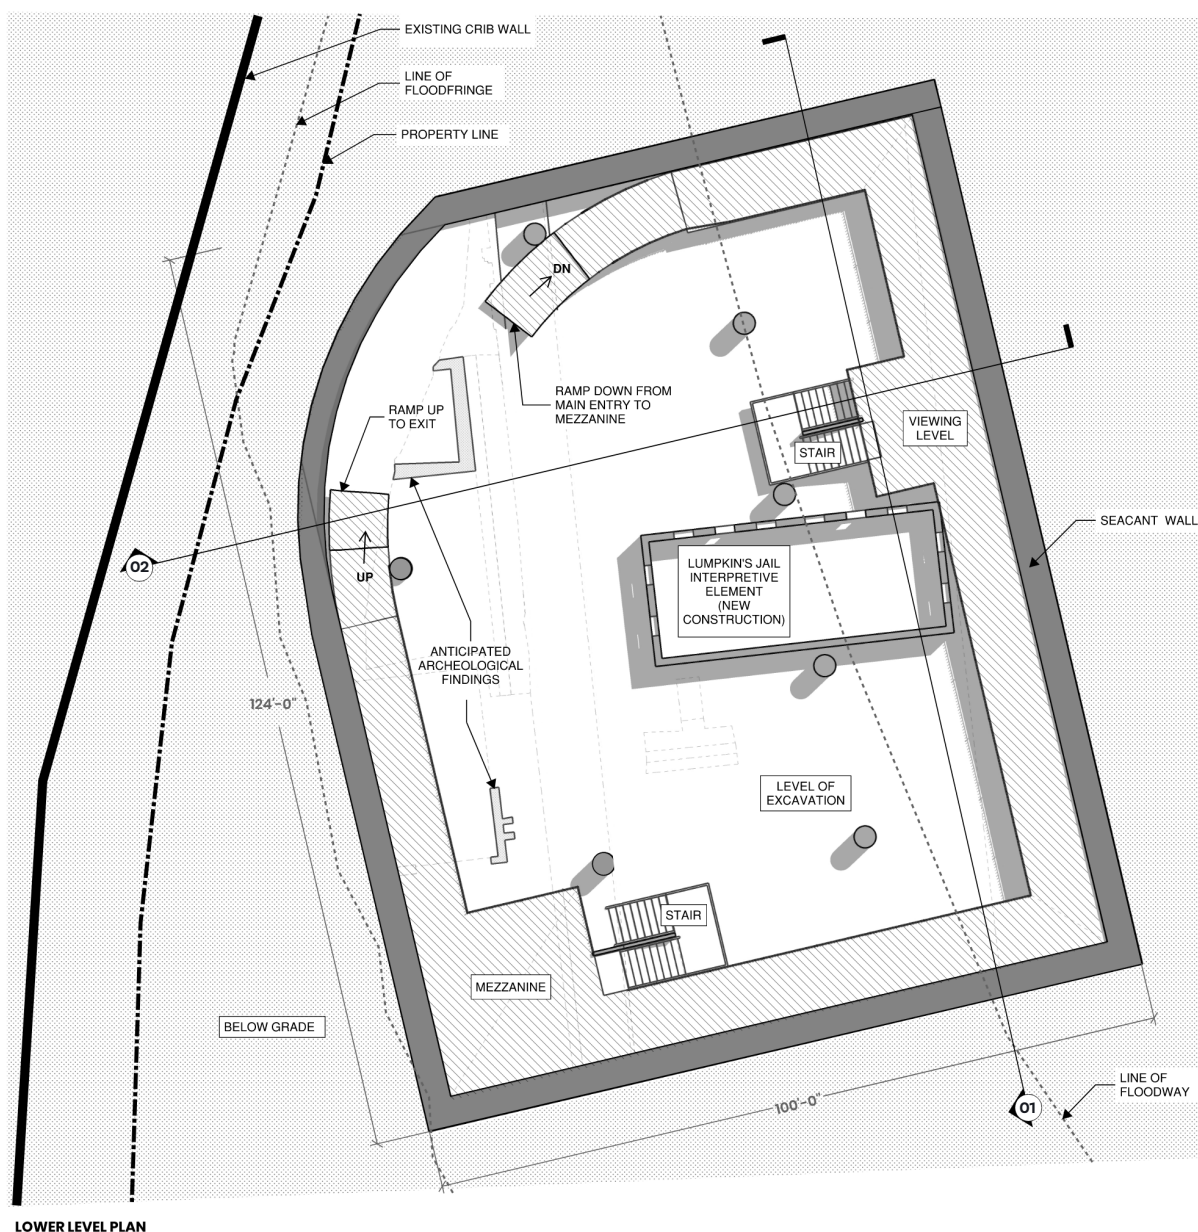 EXISTING CRIB WALL
LINE OF
FLOODFRINGE
PROPERTY LINE
DN
RAMP DOWN FROM
MAIN ENTRY TO
MEZZANINE
RAMP UP
TO EXIT
VIEWING
LEVEL
STAIR
SEACANT WALL
02
UP
LUMPKIN'S JAIL
INTERPRETIVE
ELEMENT
(NEW
CONSTRUCTION)
ANTICIPATED
ARCHEOLOGICAL
FINDINGS
124'-0"
LEVEL OF
EXCAVATION
STAIR
MEZZANINE
BELOW GRADE
LINE OF
FLOODWAY
100'-0"
01
LOWER LEVEL PLAN